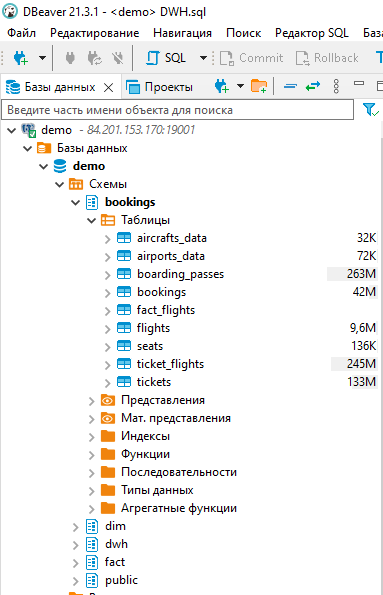 DBeaver 21.3.1 - <demo> DWH.sql
Файл Редактирование Навигация Поиск Редактор SQL База
SQL Commit Rollback
Базы данных Проекты
Введите часть имени объекта для поиска
demo - 84.201.153.170:19001
Базы данных
demo
Схемы
bookings
Таблицы
aircrafts_data 32K
airports_data 72K
boarding_passes 263M
bookings 42M
fact_flights
flights 9,6M
seats 136K
ticket_flights 245M
tickets 133M
Представления
Мат. представления
Индексы
Функции
Последовательности
Типы данных
Агрегатные функции
dim
dwh
fact
public